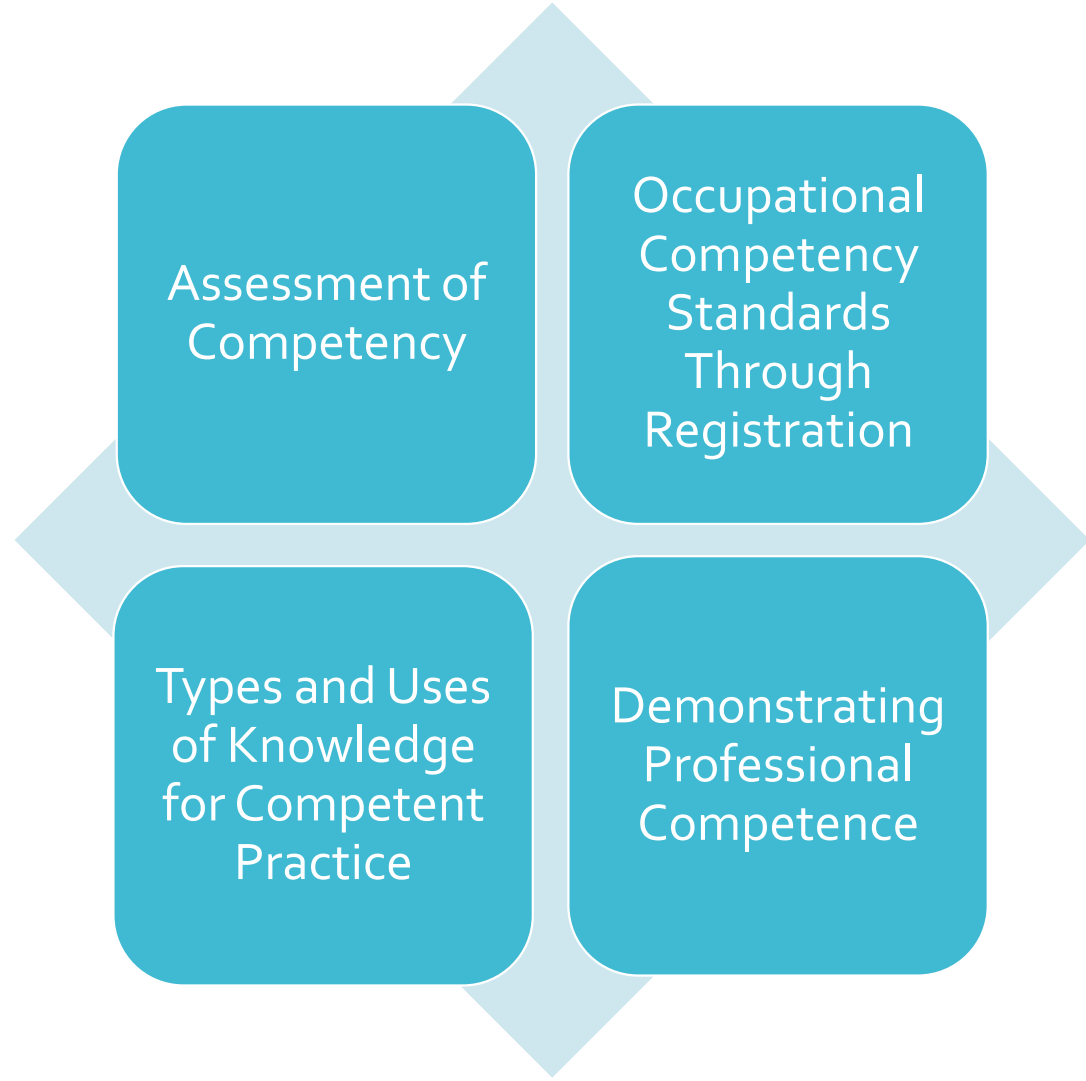 Assessment of
Competency
Occupational
Competency
Standards
Through
Registration
Types and Uses
of Knowledge
for Competent
Practice
Demonstrating
Professional
Competence